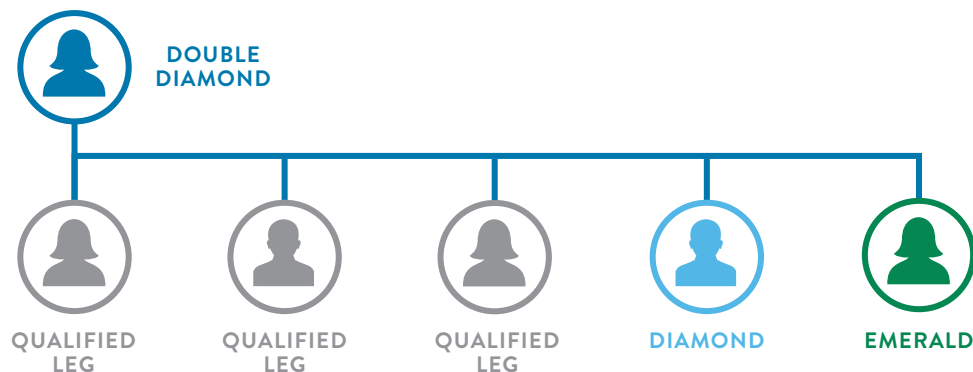 DOUBLE
DIAMOND
QUALIFIED
LEG
QUALIFIED
LEG
QUALIFIED
LEG
DIAMOND
EMERALD